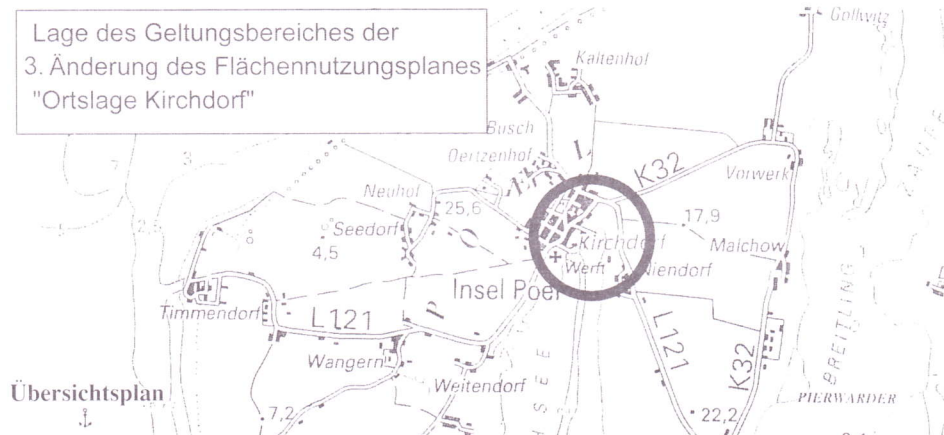 Lage des Geltungsbereiches der
3. Änderung des Flächennutzungsplanes
"Ortslage Kirchdorf"
Gollwitz
Kaltenhof
Busch
Oertzenhof
L
K32
Vorwerk
Neuhof
25,6
17,9
Seedorf
O
Kirchdorf
Malchow
4,5
Werft
Niendorf
Insel Poel
P
Timmendorf
L121
L121
K32
BREITLING
Wangern
Weitendorf
Übersichtsplan
7,2
22,2
PIERWARDER
SEE